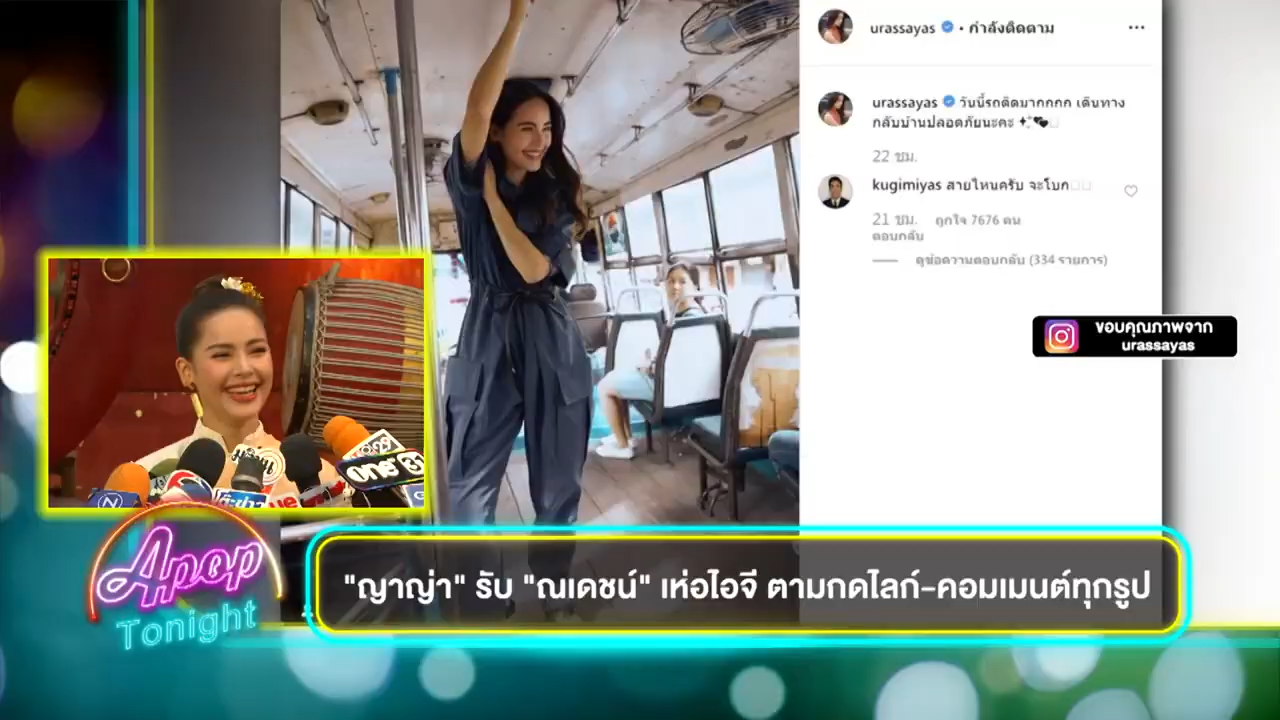 urassayas • กำลังติดตาม
urassayas วันนี้รถติดมากกกก เดินทาง
กลับบ้านปลอดภัยนะคะ
22 ชม.
kugimiyas สายไหนครับ จะโบก
21 ชม. ถูกใจ 7676 คน
ตอบกลับ
ดูข้อความตอบกลับ (334 รายการ)
ขอบคุณภาพจาก
urassayas
one 31
N
Apop
Tonight
"ญาญ่า" รับ "ณเดชน์" เห่อไอจี ตามกดไลก์-คอมเมนต์ทุกรูป